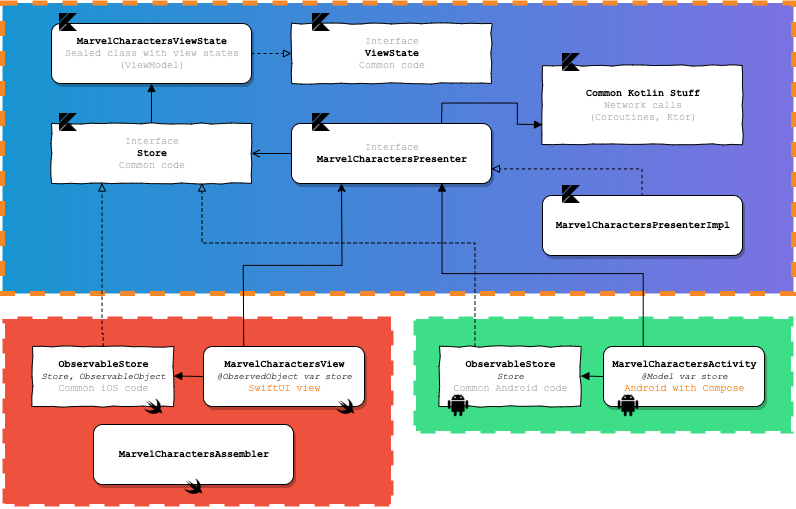 MarvelCharactersViewState
Sealed class with view states
(ViewModel)
Interface
ViewState
Common code
Common Kotlin Stuff
Network calls
(Coroutines, Ktor)
Interface
Store
Common code
Interface
MarvelCharactersPresenter
MarvelCharactersPresenterImpl
ObservableStore
Store, ObservableObject
Common iOS code
MarvelCharactersView
@ObservedObject var store
SwiftUI view
MarvelCharactersAssembler
ObservableStore
Store
Common Android code
MarvelCharactersActivity
@Model var store
Android with Compose